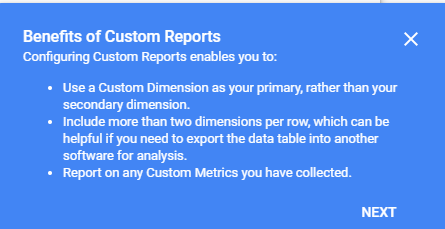 Benefits of Custom Reports
Configuring Custom Reports enables you to:
• Use a Custom Dimension as your primary, rather than your
secondary dimension.
• Include more than two dimensions per row, which can be
helpful if you need to export the data table into another
software for analysis.
• Report on any Custom Metrics you have collected.
NEXT